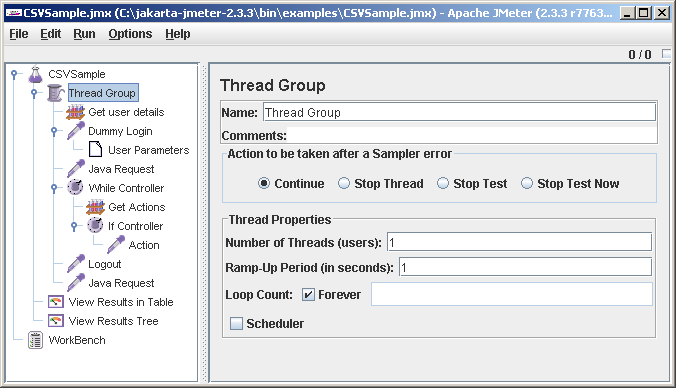 CSVSample.jmx (C:\jakarta-jmeter-2.3.3\bin\examples\CSVSample.jmx) - Apache JMeter (2.3.3 r7763...
File Edit Run Options Help
0 / 0
CSVSample
Thread Group
Get user details
Dummy Login
User Parameters
Java Request
While Controller
Get Actions
If Controller
Action
Logout
Java Request
View Results in Table
View Results Tree
WorkBench
Thread Group
Name: Thread Group
Comments:
Action to be taken after a Sampler error
Continue Stop Thread Stop Test Stop Test Now
Thread Properties
Number of Threads (users): 1
Ramp-Up Period (in seconds): 1
Loop Count: Forever
Scheduler